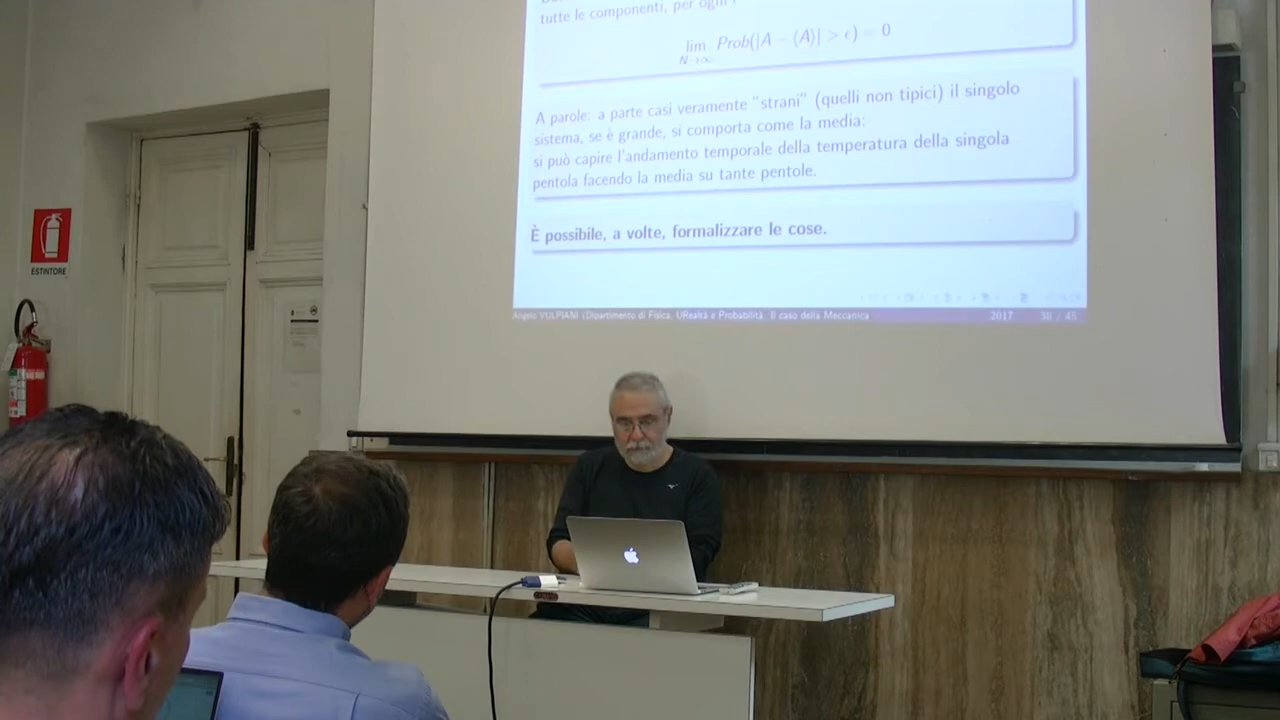 tutte le componenti, per ogni
lim Prob(|A − ⟨A⟩| > ϵ) = 0
N→∞
A parole: a parte casi veramente "strani" (quelli non tipici) il singolo
sistema, se è grande, si comporta come la media:
si può capire l'andamento temporale della temperatura della singola
pentola facendo la media su tante pentole.
È possibile, a volte, formalizzare le cose.
Angelo VULPIANI (Dipartimento di Fisica, URealtà e Probabilità. Il caso della Meccanica 2017 38 / 45
ESTINTORE